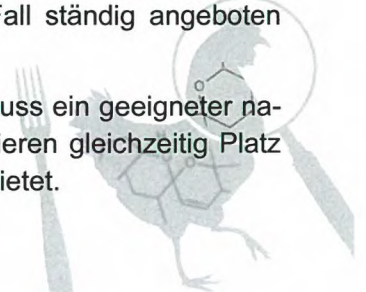 Fall ständig angeboten
uss ein geeigneter na-
ieren gleichzeitig Platz
ietet.